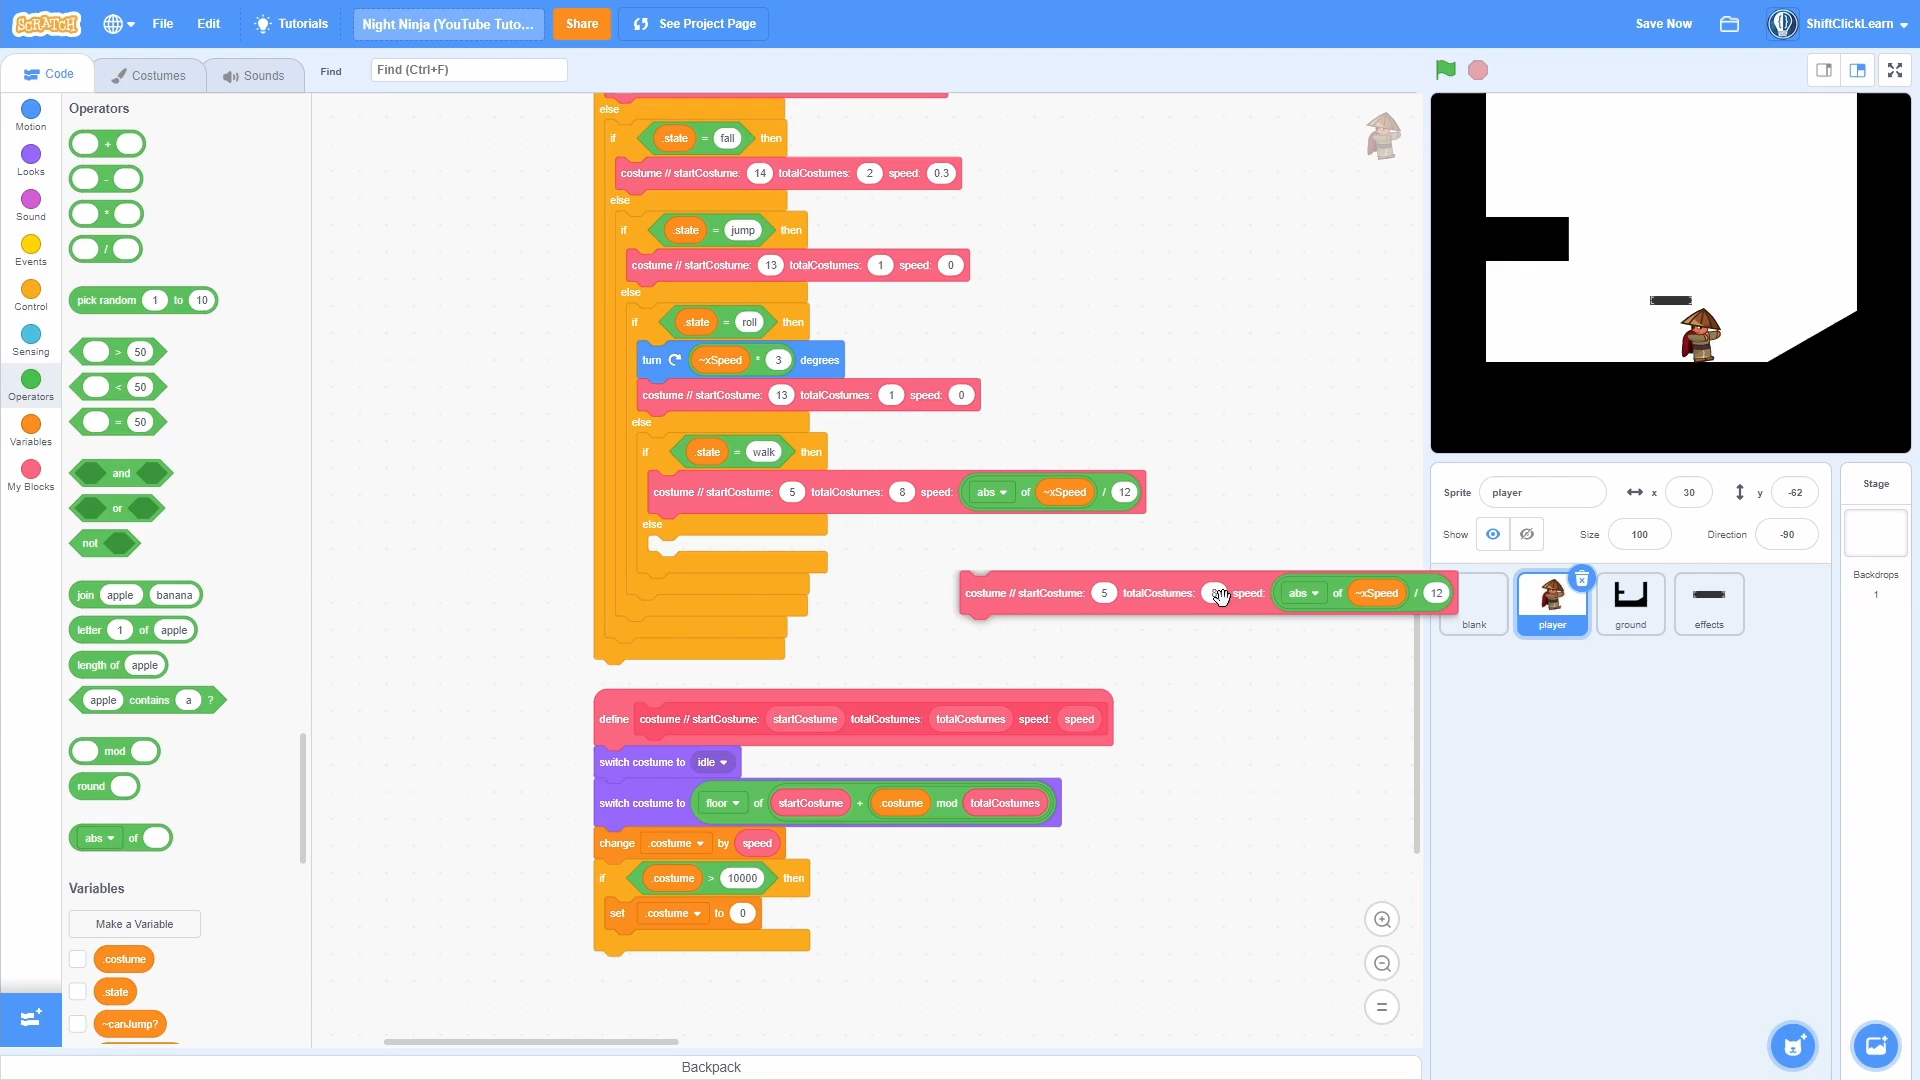 SCRATCH
File
Edit
Tutorials
Night Ninja (YouTube Tuto...
Share
See Project Page
Save Now
ShiftClickLearn
Code
Costumes
Sounds
Find
Find (Ctrl+F)
Motion
Looks
Sound
Events
Control
Sensing
Operators
Variables
My Blocks
Operators
+
-
*
/
pick random 1 to 10
> 50
< 50
= 50
and
or
not
join apple banana
letter 1 of apple
length of apple
apple contains a ?
mod
round
abs of
Variables
Make a Variable
.costume
.state
~canJump?
else
if .state = fall then
costume // startCostume: 14 totalCostumes: 2 speed: 0.3
else
if .state = jump then
costume // startCostume: 13 totalCostumes: 1 speed: 0
else
if .state = roll then
turn ~xSpeed * 3 degrees
costume // startCostume: 13 totalCostumes: 1 speed: 0
else
if .state = walk then
costume // startCostume: 5 totalCostumes: 8 speed: abs of ~xSpeed / 12
else
costume // startCostume: 5 totalCostumes: speed: abs of ~xSpeed / 12
define costume // startCostume: startCostume totalCostumes: totalCostumes speed: speed
switch costume to idle
switch costume to floor of startCostume + .costume mod totalCostumes
change .costume by speed
if .costume > 10000 then
set .costume to 0
Backpack
Sprite player x 30 y -62
Show Size 100 Direction -90
blank
player
ground
effects
Stage
Backdrops
1